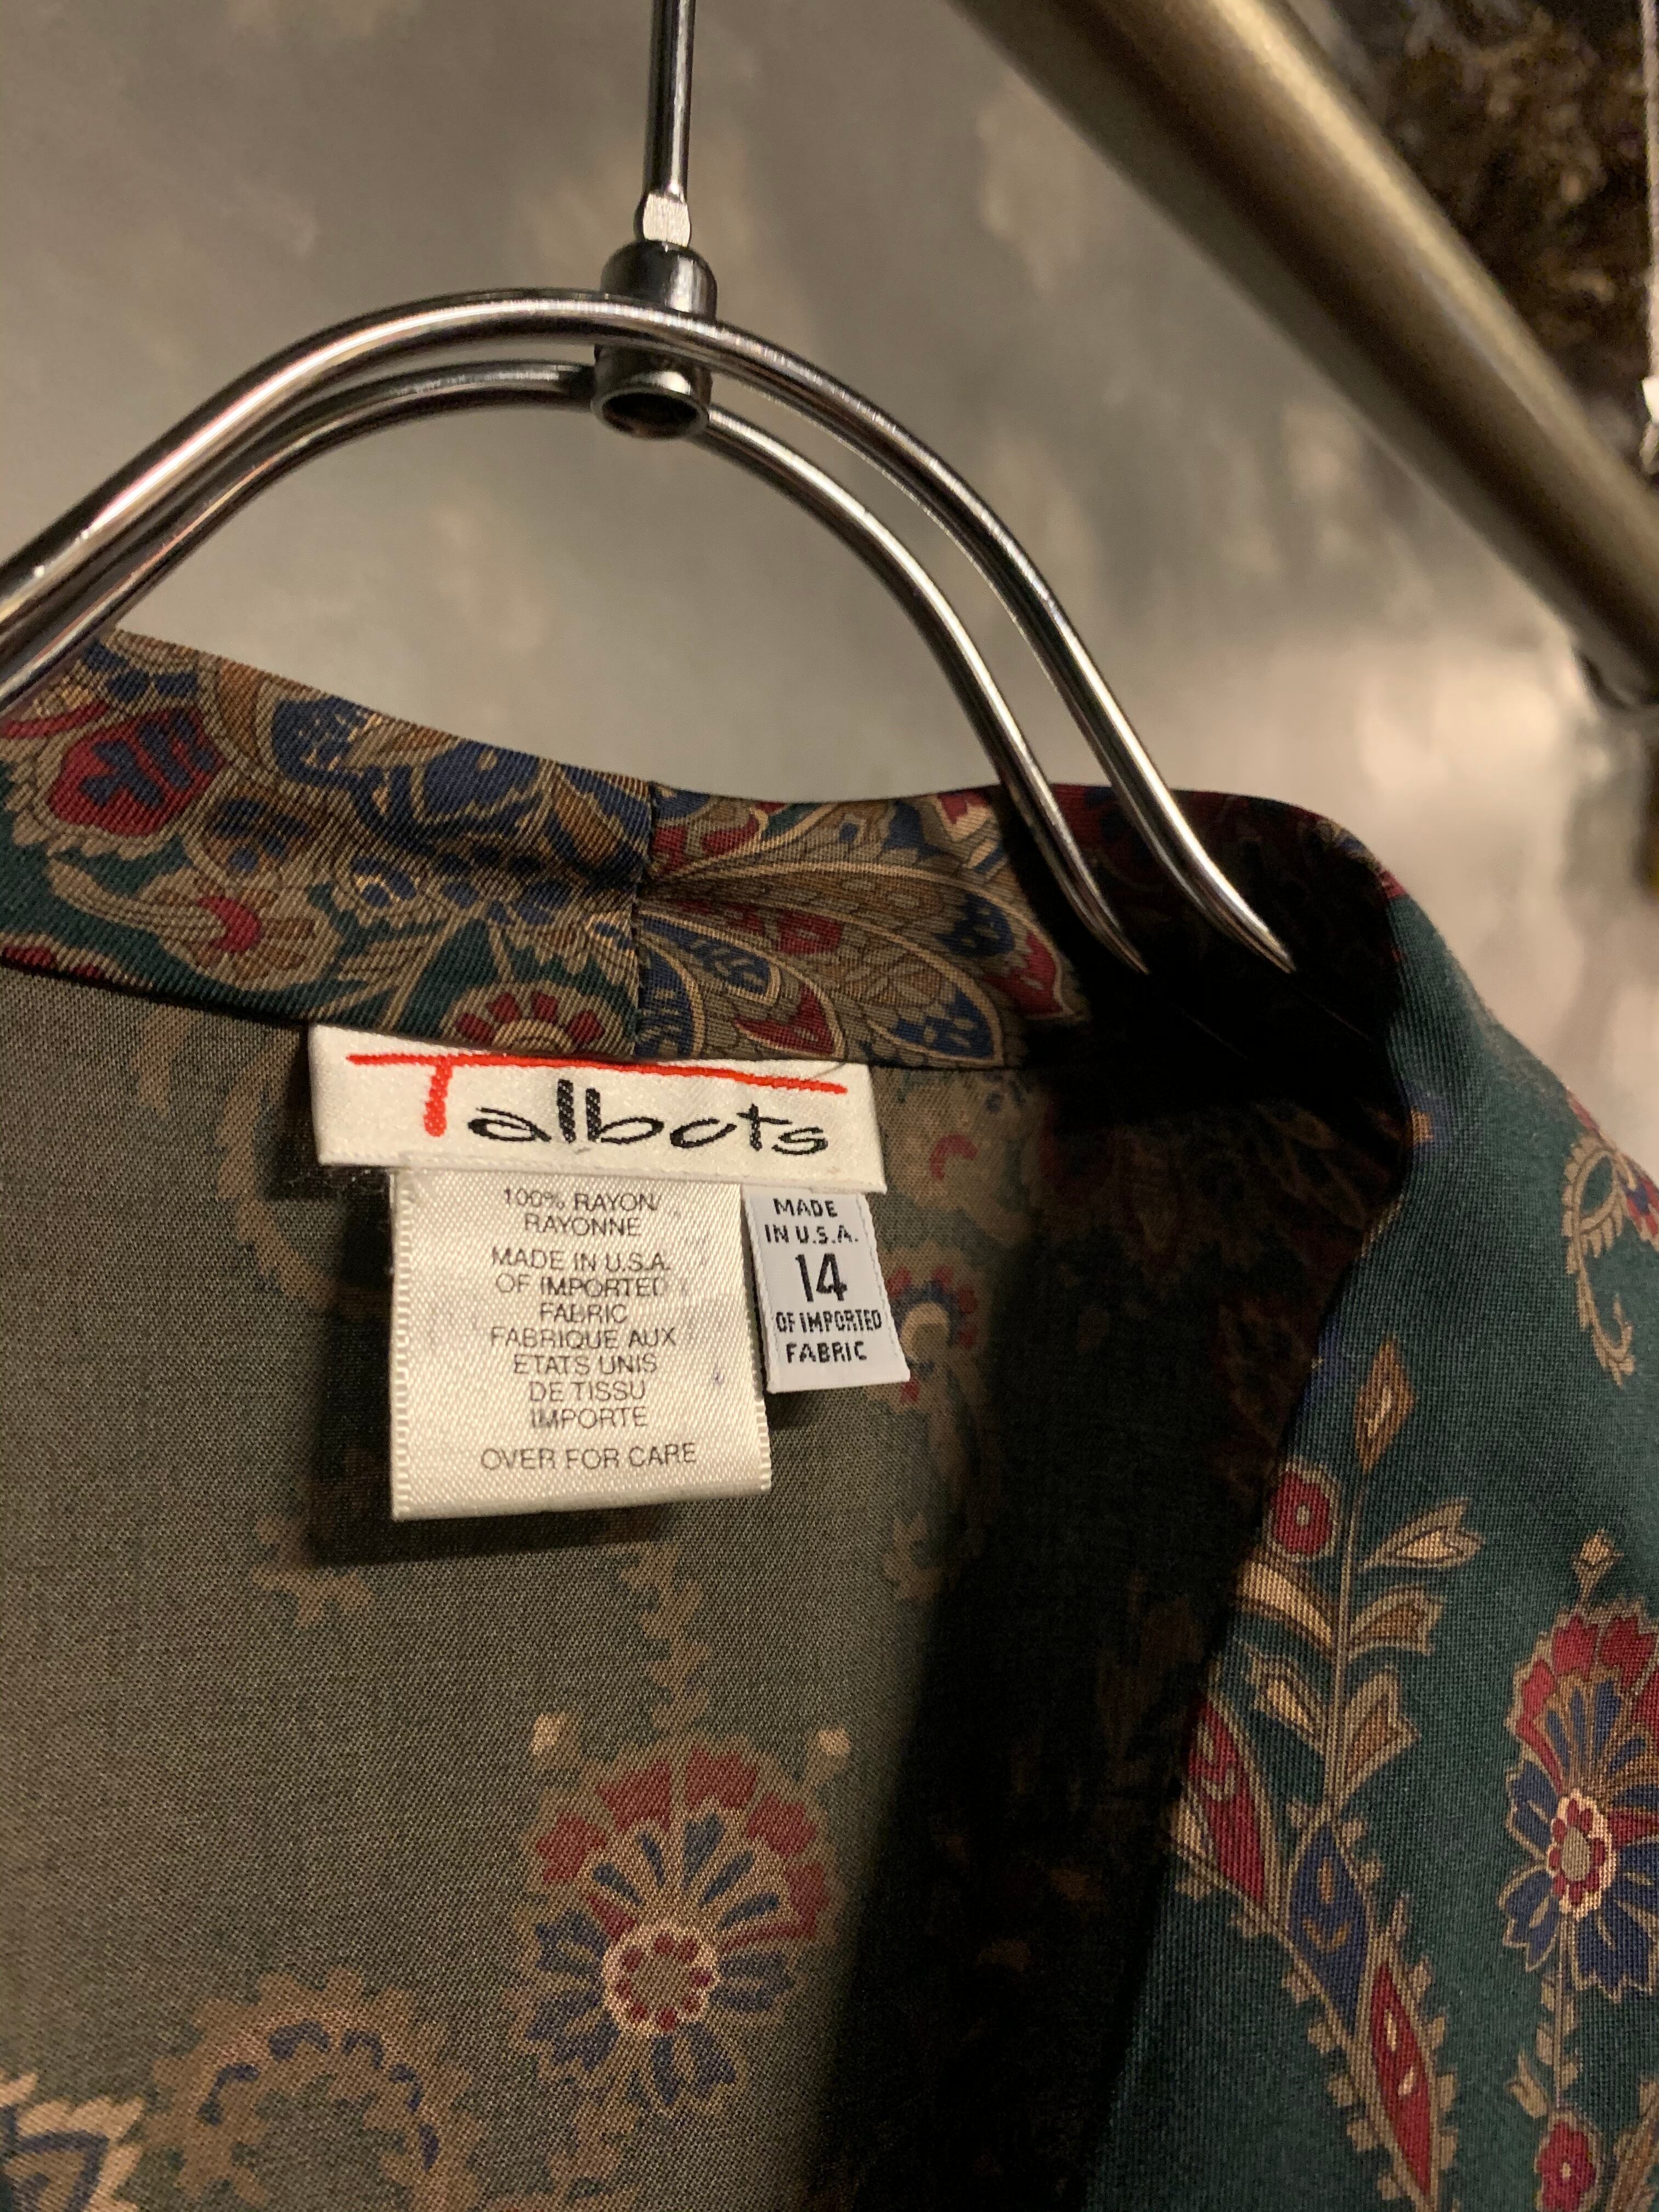 Talbots
100% RAYON/
RAYONNE
MADE IN U.S.A.
OF IMPORTED
FABRIC
FABRIQUE AUX
ETATS UNIS
DE TISSU
IMPORTE
OVER FOR CARE
MADE
IN U.S.A.
14
OF IMPORTED
FABRIC